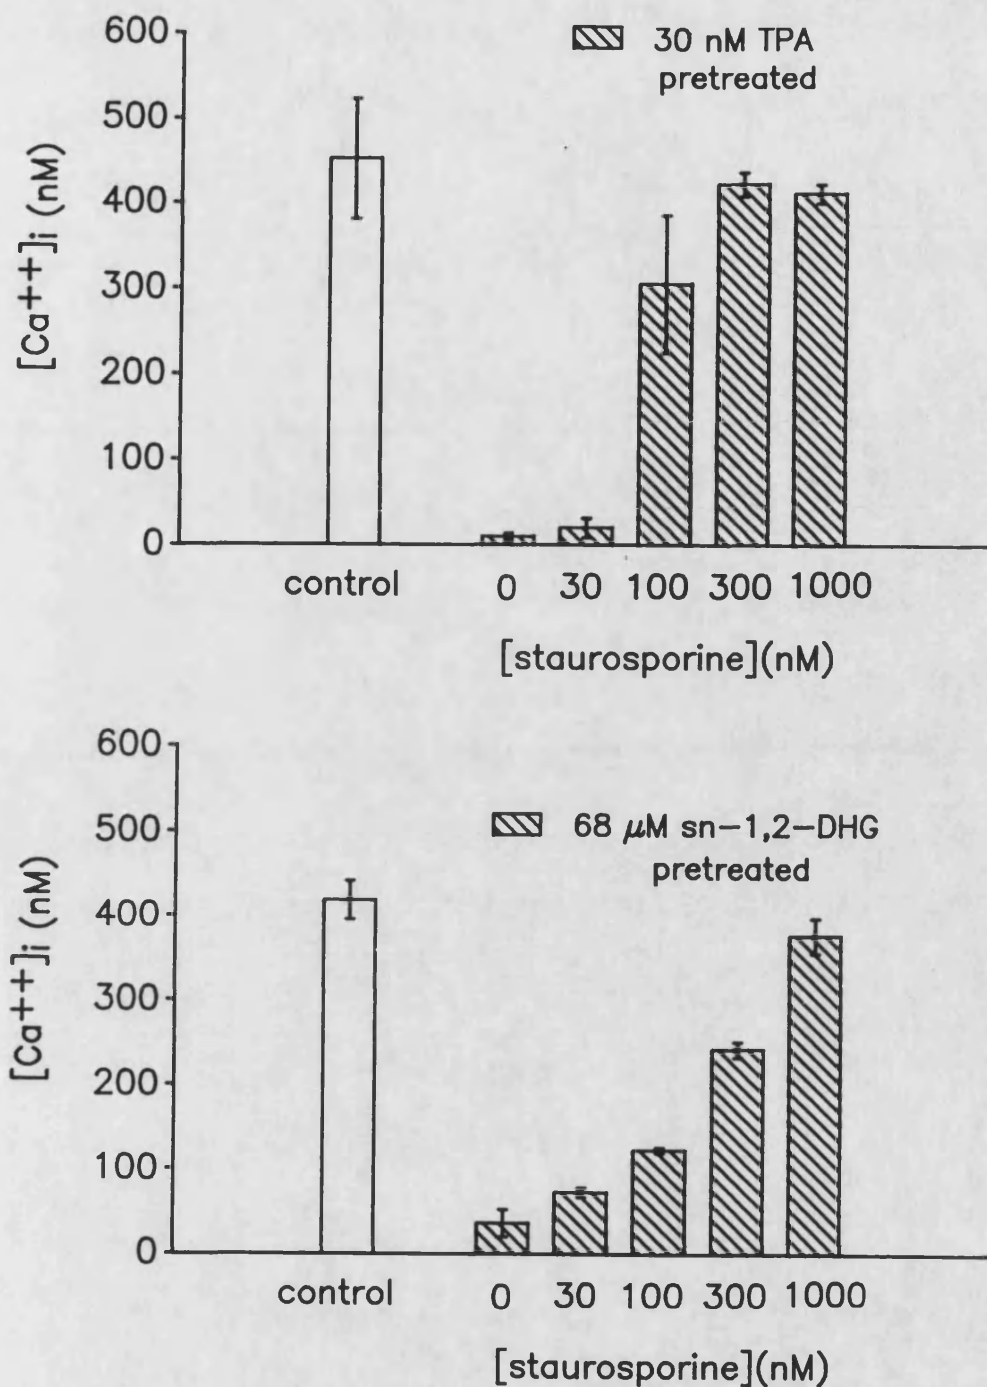 600
500
400
300
200
100
0
[Ca++]i (nM)
30 nM TPA
pretreated
control
0 30 100 300 1000
[staurosporine](nM)
600
500
400
300
200
100
0
[Ca++]i (nM)
68 μM sn-1,2-DHG
pretreated
control
0 30 100 300 1000
[staurosporine](nM)